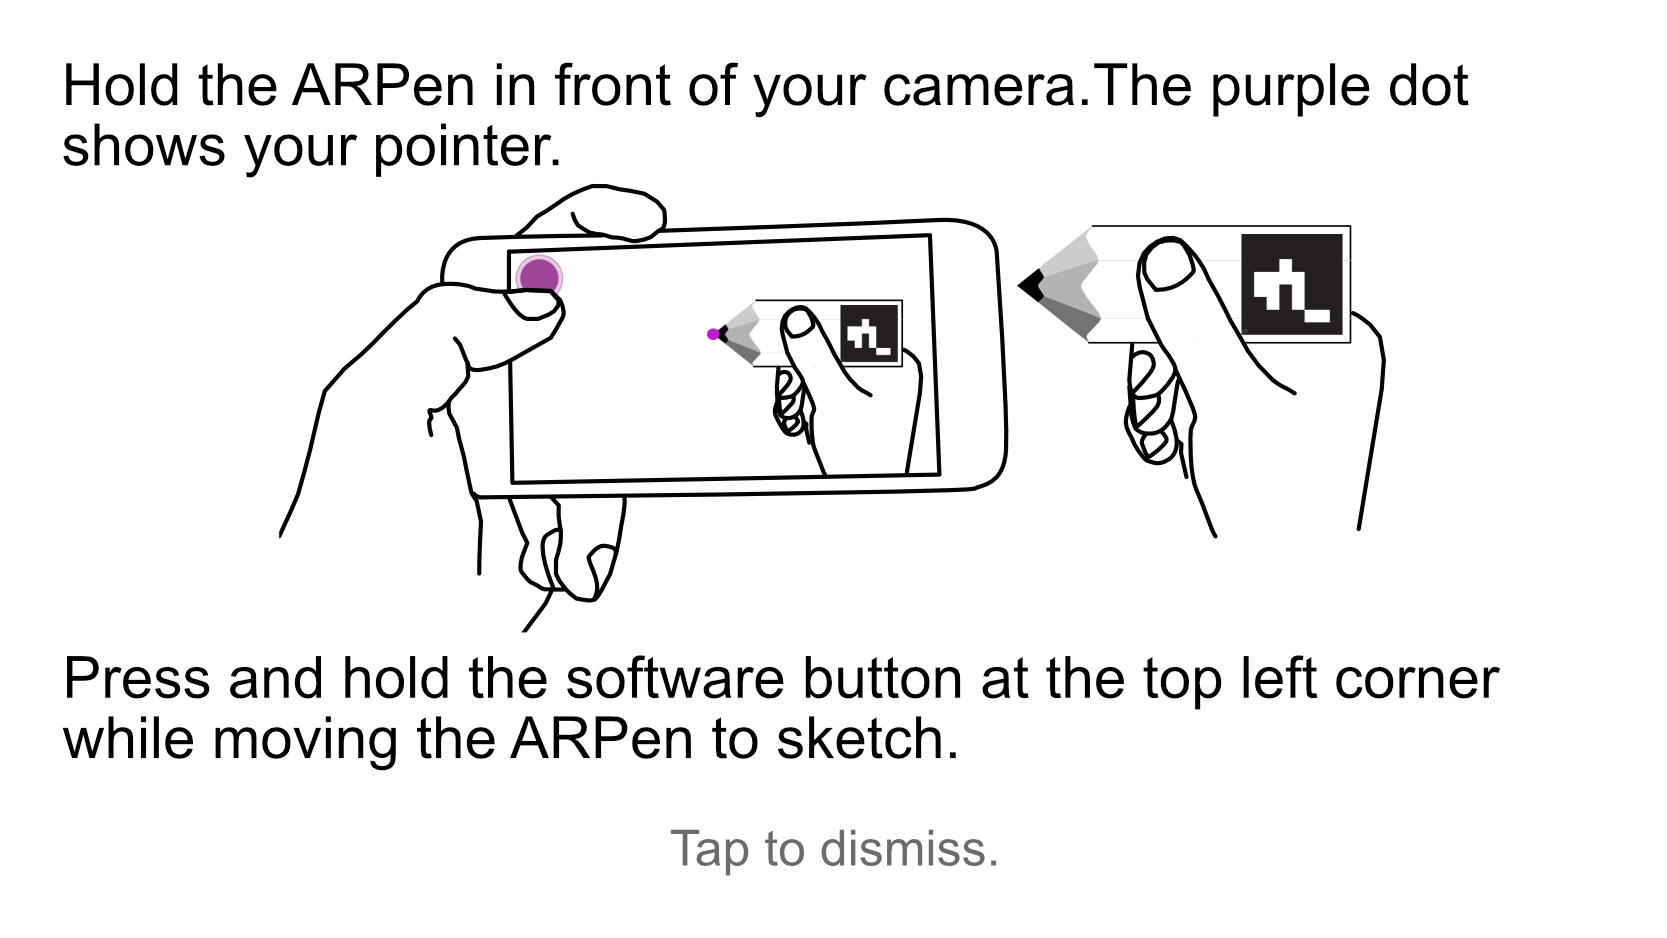 Hold the ARPen in front of your camera.The purple dot
shows your pointer.
Press and hold the software button at the top left corner
while moving the ARPen to sketch.
Tap to dismiss.